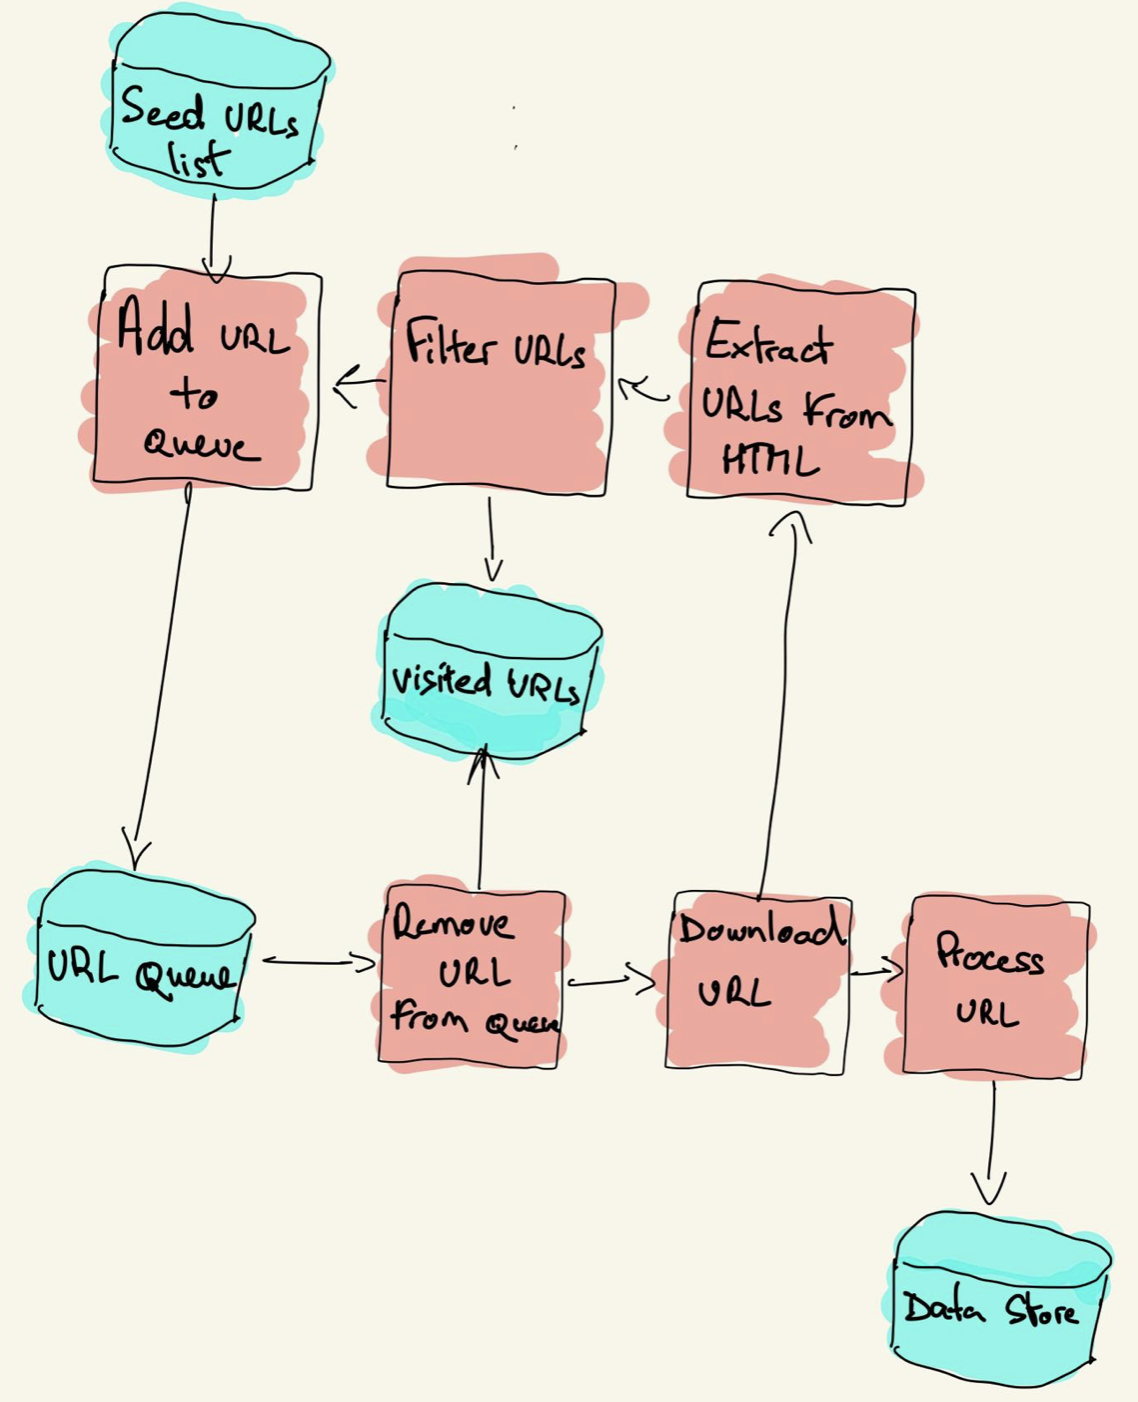 Seed URLs
list
Add URL
to
Queue
Filter URLs
Extract
URLs From
HTML
visited URLs
URL Queue
Remove
URL
From Queue
Download
URL
Process
URL
Data Store